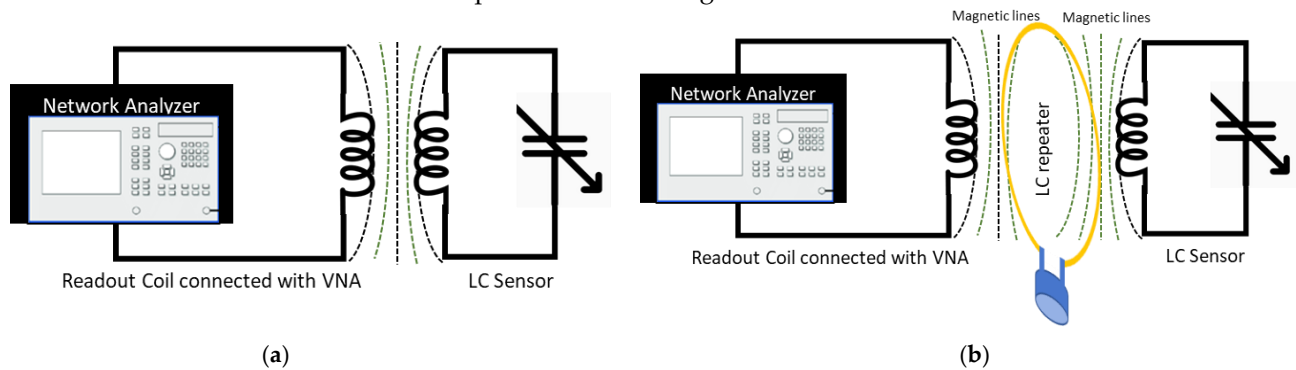 Magnetic lines
Magnetic lines
Network Analyzer
Network Analyzer
LC repeater
Readout Coil connected with VNA
LC Sensor
Readout Coil connected with VNA
LC Sensor
(a)
(b)